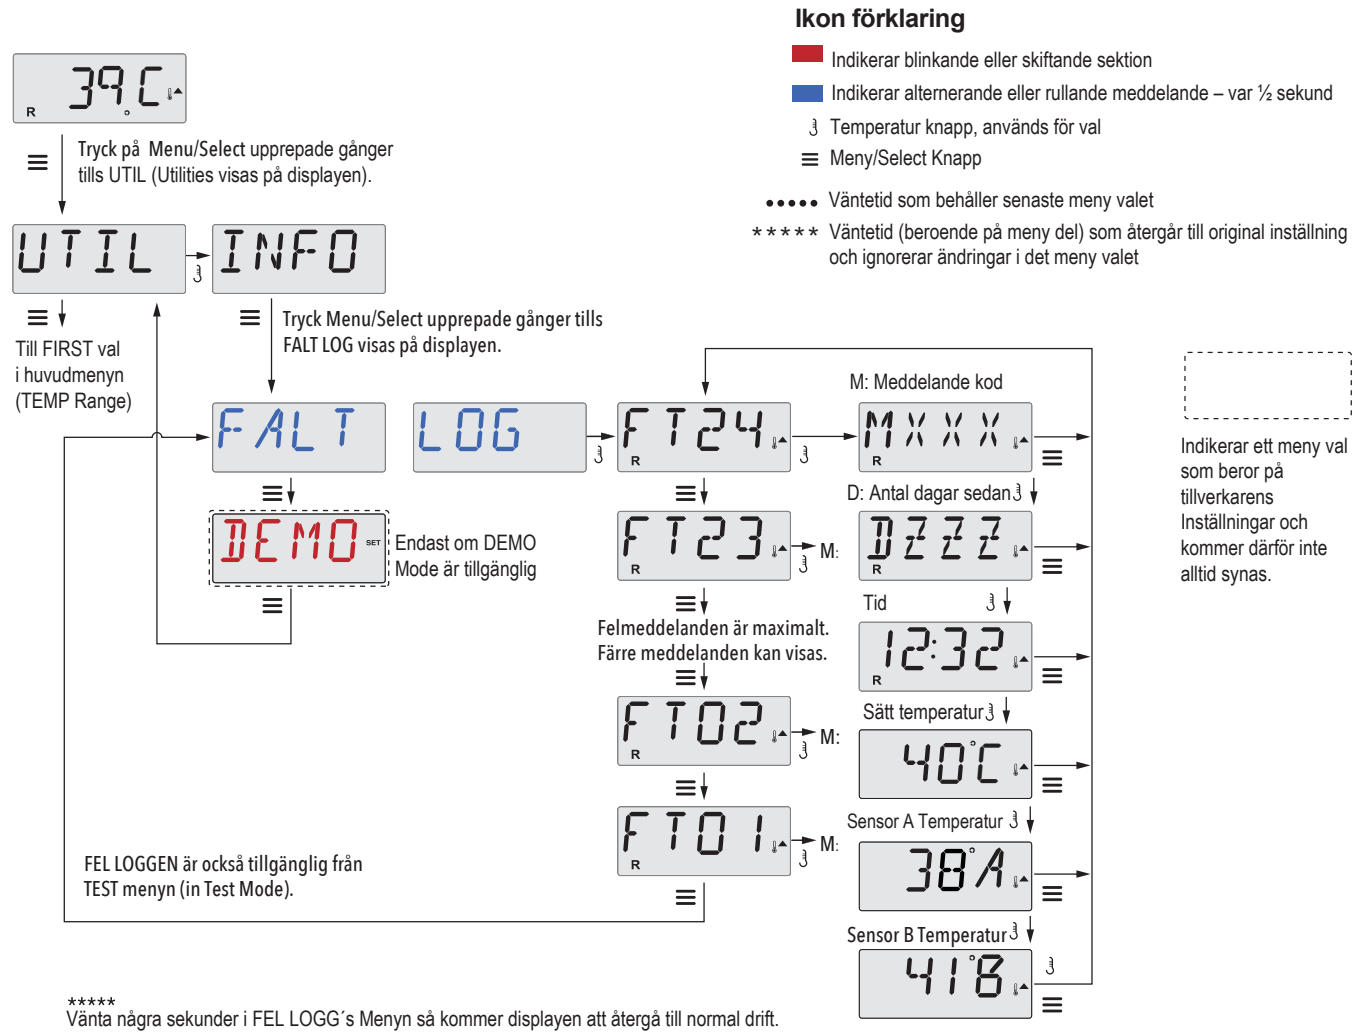 Ikon förklaring
Indikerar blinkande eller skiftande sektion
Indikerar alternerande eller rullande meddelande – var ½ sekund
Temperatur knapp, används för val
Meny/Select Knapp
••••• Väntetid som behåller senaste meny valet
***** Väntetid (beroende på meny del) som återgår till original inställning
och ignorerar ändringar i det meny valet
39°C
R
Tryck på Menu/Select upprepade gånger
tills UTIL (Utilities visas på displayen).
UTIL
INFO
Till FIRST val
i huvudmenyn
(TEMP Range)
Tryck Menu/Select upprepade gånger tills
FALT LOG visas på displayen.
FALT
LOG
DEMO
SET
Endast om DEMO
Mode är tillgänglig
FT24
R
FT23
R
M:
Felmeddelanden är maximalt.
Färre meddelanden kan visas.
FT02
R
M:
FT01
R
M:
M: Meddelande kod
MXXX
R
D: Antal dagar sedan
DZZZ
R
Tid
12:32
R
Sätt temperatur
40°C
Sensor A Temperatur
38°A
Sensor B Temperatur
41°B
Indikerar ett meny val
som beror på
tillverkarens
Inställningar och
kommer därför inte
alltid synas.
FEL LOGGEN är också tillgänglig från
TEST menyn (in Test Mode).
*****
Vänta några sekunder i FEL LOGG´s Menyn så kommer displayen att återgå till normal drift.